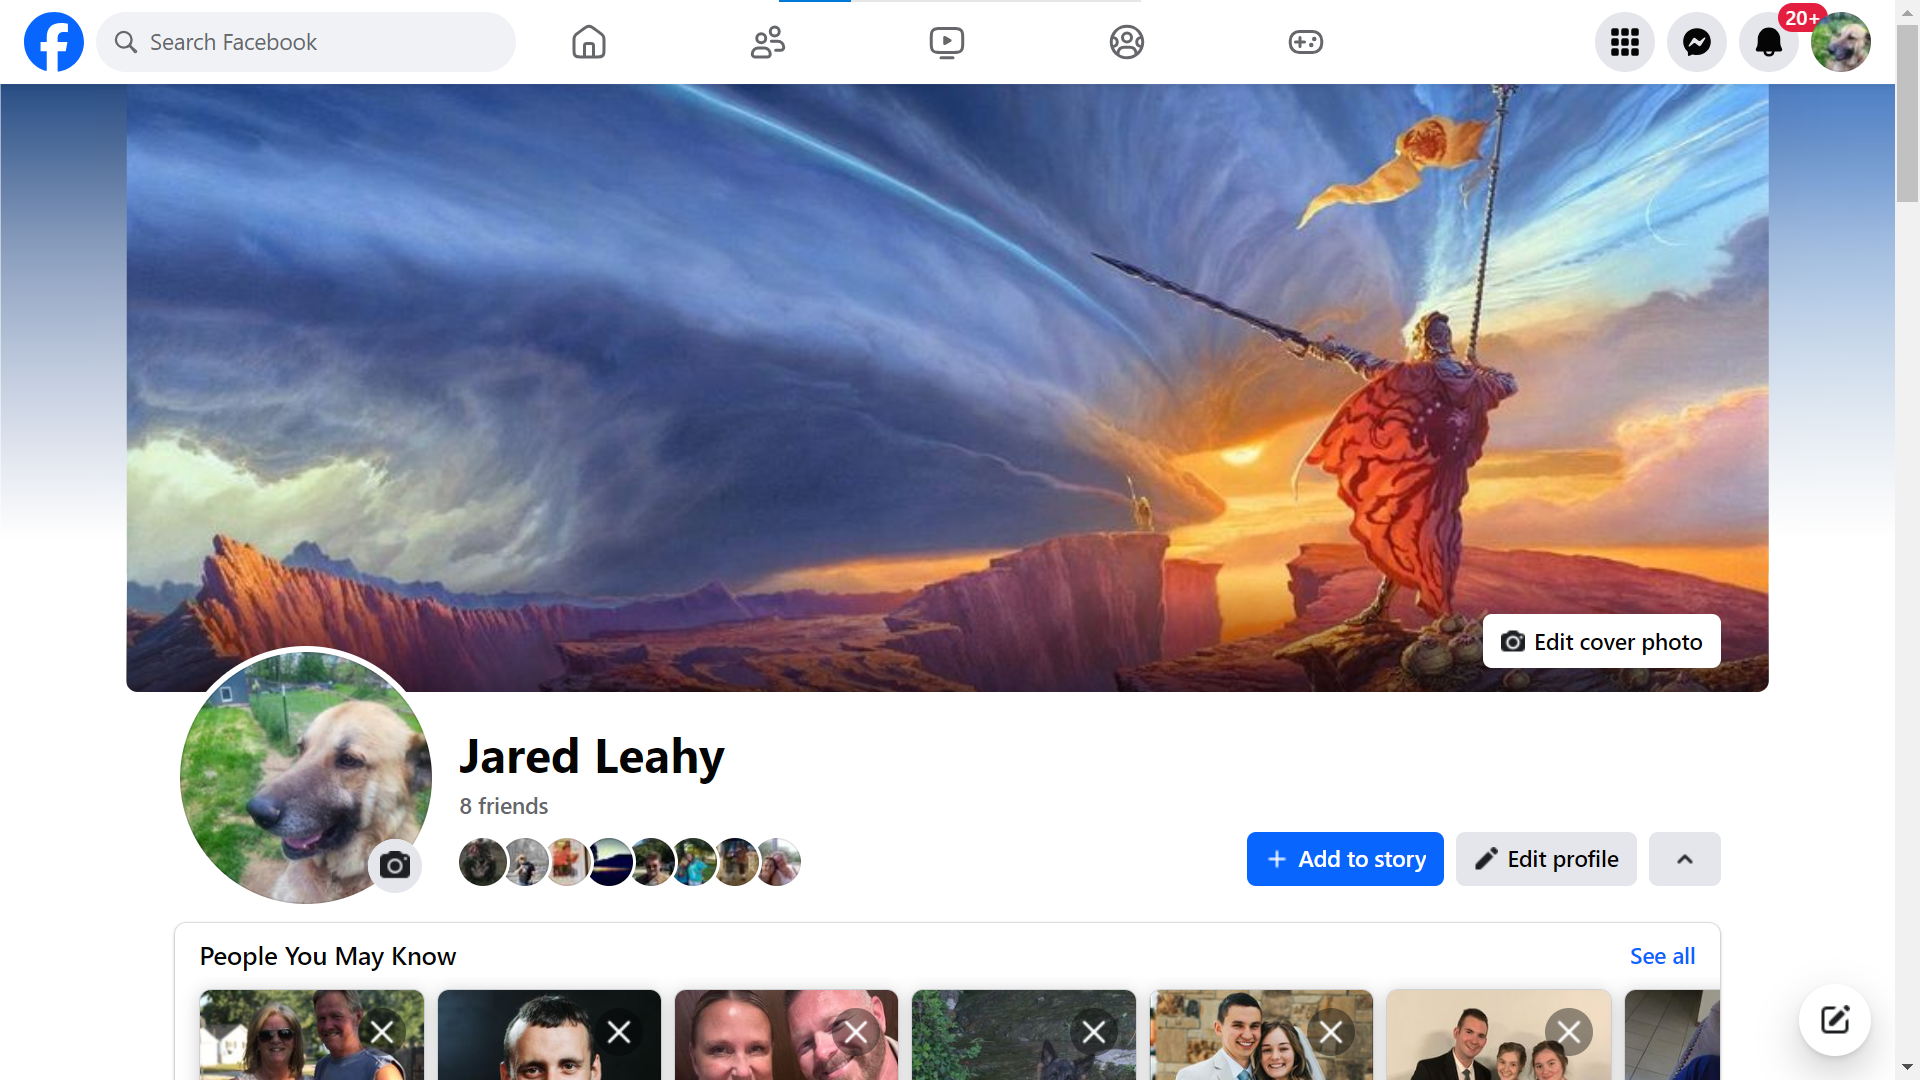 Search Facebook
20+
Edit cover photo
Jared Leahy
8 friends
Add to story
Edit profile
People You May Know
See all